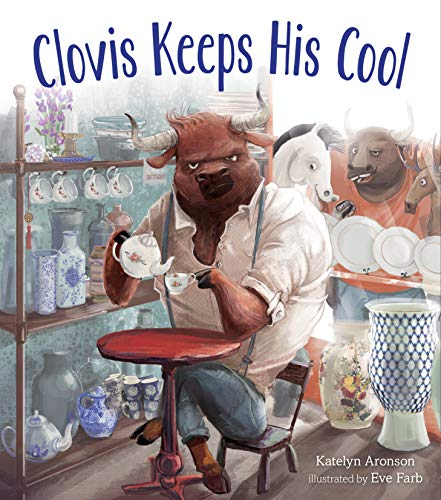 Clovis Keeps His Cool
Katelyn Aronson
illustrated by Eve Farb